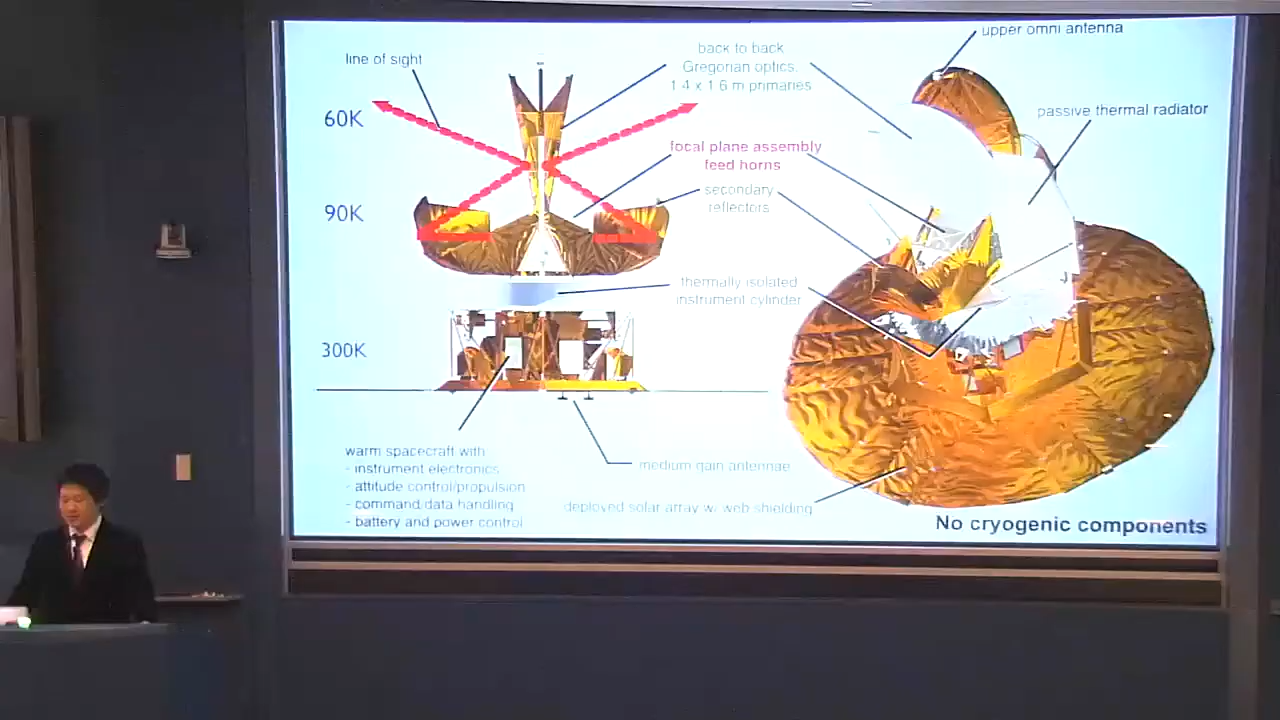 upper omni antenna
line of sight
back to back
Gregorian optics,
1.4 x 1.6 m primaries
60K
passive thermal radiator
focal plane assembly
feed horns
90K
secondary
reflectors
thermally isolated
instrument cylinder
300K
warm spacecraft with
- instrument electronics
- attitude control/propulsion
- command/data handling
- battery and power control
medium gain antennae
deployed solar array w/ web shielding
No cryogenic components